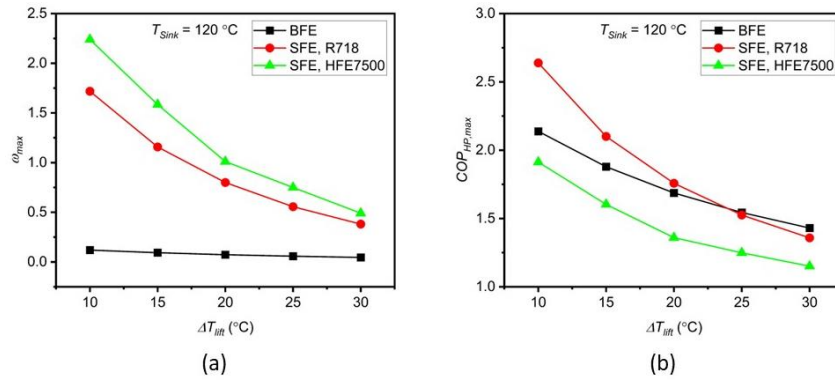 T_Sink = 120 °C
BFE
SFE, R718
SFE, HFE7500
2.5
2.0
1.5
1.0
0.5
0.0
ω_max
10 15 20 25 30
ΔT_lift (°C)
(a)
T_Sink = 120 °C
BFE
SFE, R718
SFE, HFE7500
3.0
2.5
2.0
1.5
1.0
COP_HP,max
10 15 20 25 30
ΔT_lift (°C)
(b)